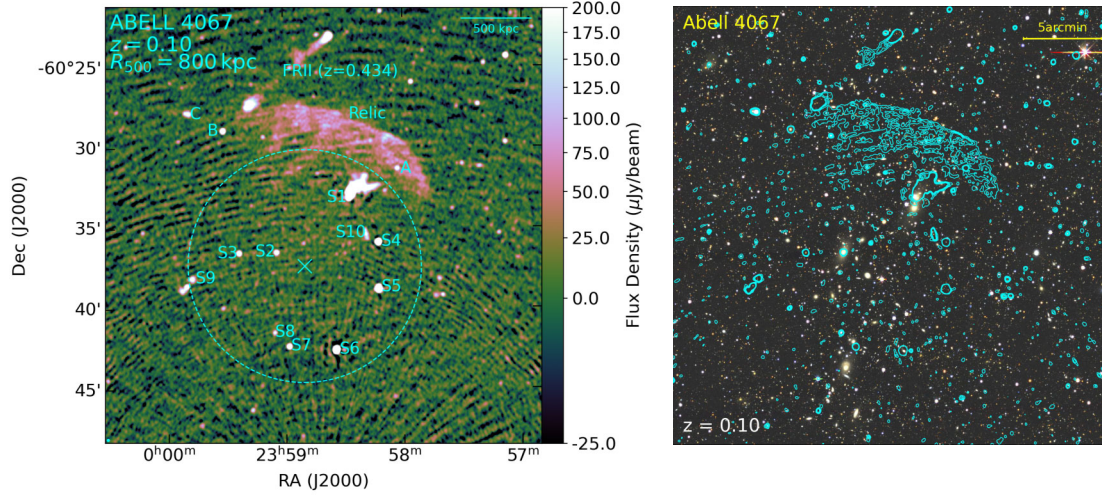 ABELL 4067
z = 0.10
R500 = 800 kpc
500 kpc
FRII (z=0.434)
Relic
C
B
A
S1
S10
S4
S3
S2
S9
S5
S8
S7
S6
-60°25'
30'
35'
40'
45'
Dec (J2000)
0ʰ00ᵐ
23ʰ59ᵐ
58ᵐ
57ᵐ
RA (J2000)
200.0
175.0
150.0
125.0
100.0
75.0
50.0
25.0
0.0
-25.0
Flux Density (μJy/beam)
Abell 4067
5arcmin
z = 0.10